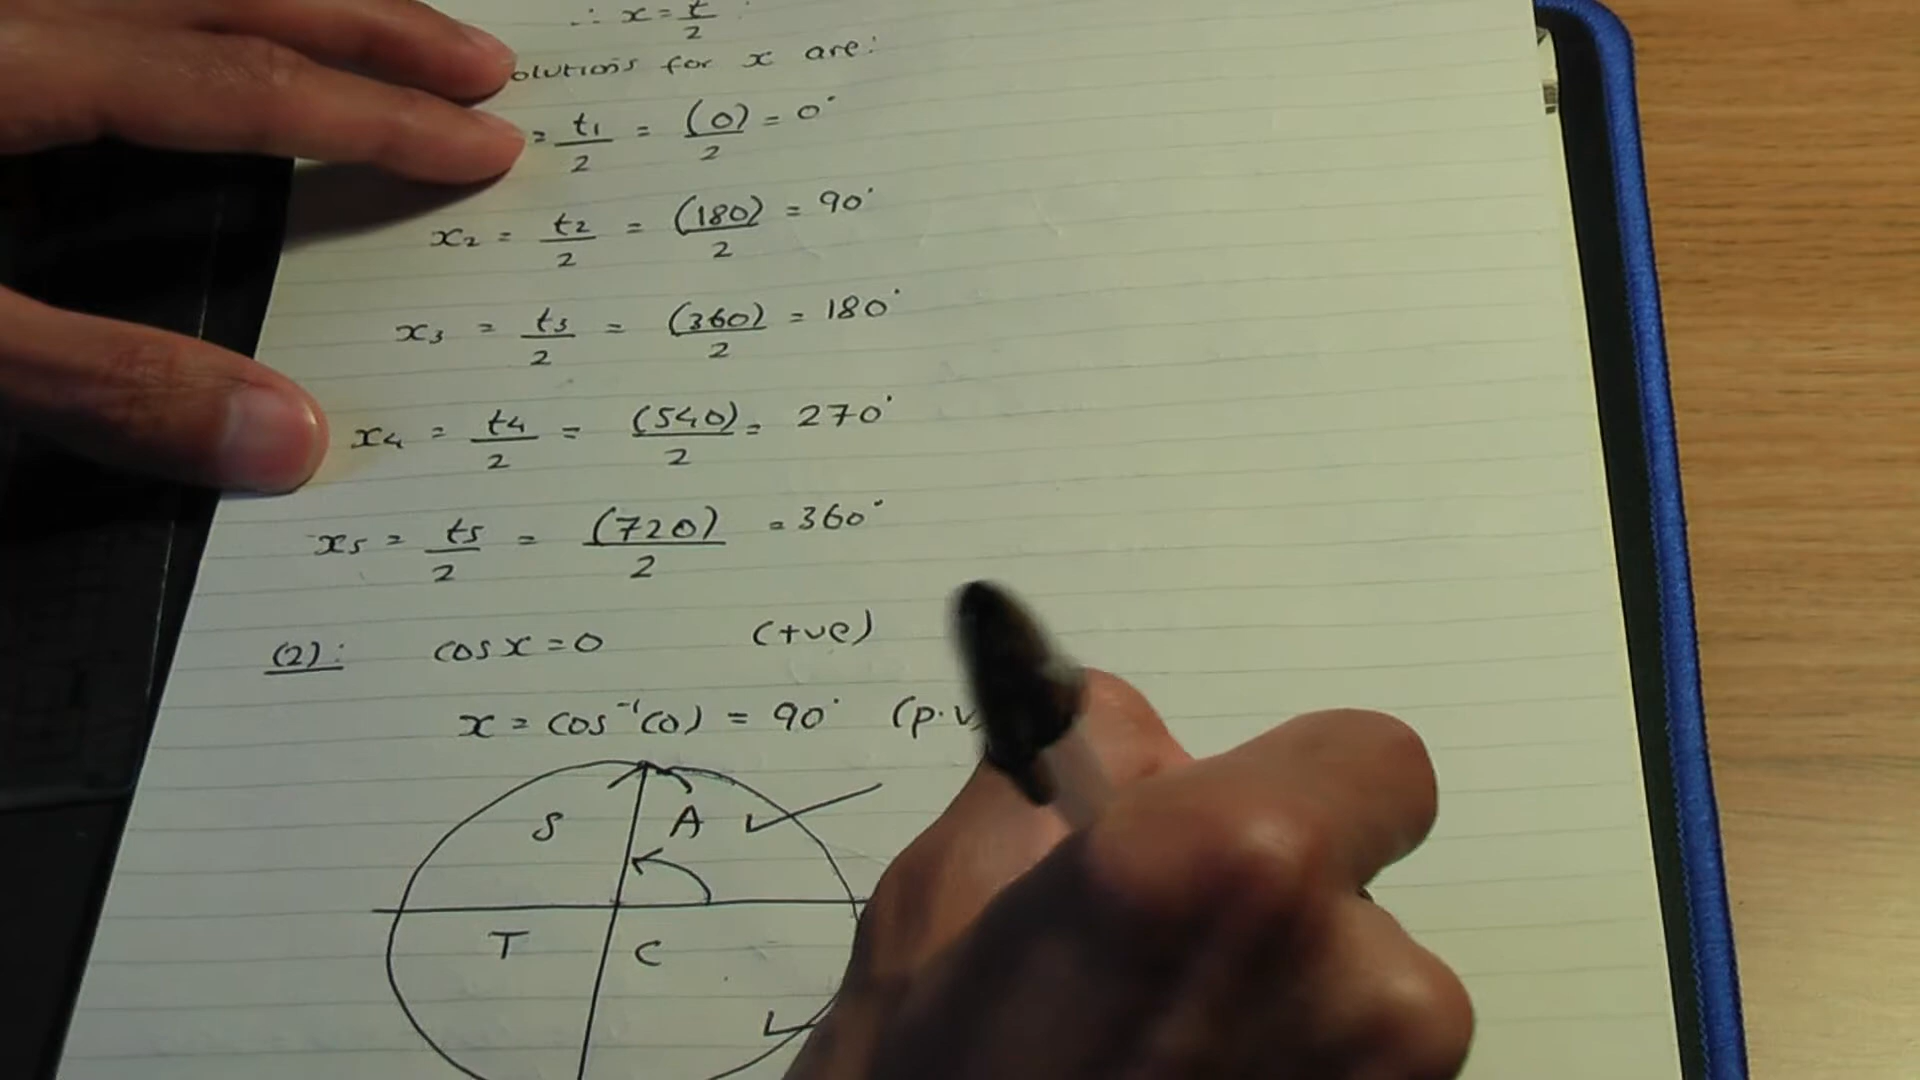 ∴ x = t/2
olutions for x are:
= t1/2 = (0)/2 = 0°
x2 = t2/2 = (180)/2 = 90°
x3 = t3/2 = (360)/2 = 180°
x4 = t4/2 = (540)/2 = 270°
x5 = t5/2 = (720)/2 = 360°
(2): cos x = 0 (+ve)
x = cos⁻¹(0) = 90° (p.v
S A
T C